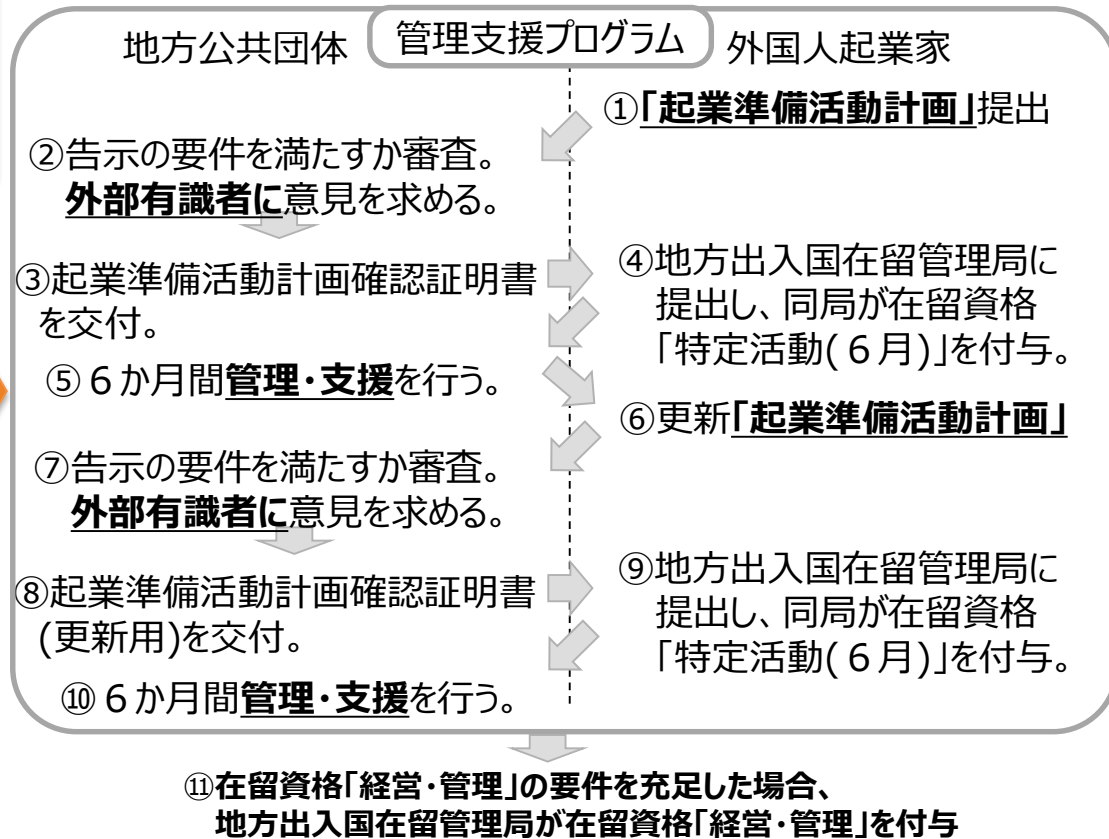 地方公共団体 管理支援プログラム 外国人起業家
①「起業準備活動計画」提出
②告示の要件を満たすか審査。
外部有識者に意見を求める。
③起業準備活動計画確認証明書
を交付。
④地方出入国在留管理局に
提出し、同局が在留資格
「特定活動(６月)」を付与。
⑤６か月間管理・支援を行う。
⑥更新「起業準備活動計画」
⑦告示の要件を満たすか審査。
外部有識者に意見を求める。
⑧起業準備活動計画確認証明書
(更新用)を交付。
⑨地方出入国在留管理局に
提出し、同局が在留資格
「特定活動(６月)」を付与。
⑩６か月間管理・支援を行う。
⑪在留資格「経営・管理」の要件を充足した場合、
地方出入国在留管理局が在留資格「経営・管理」を付与